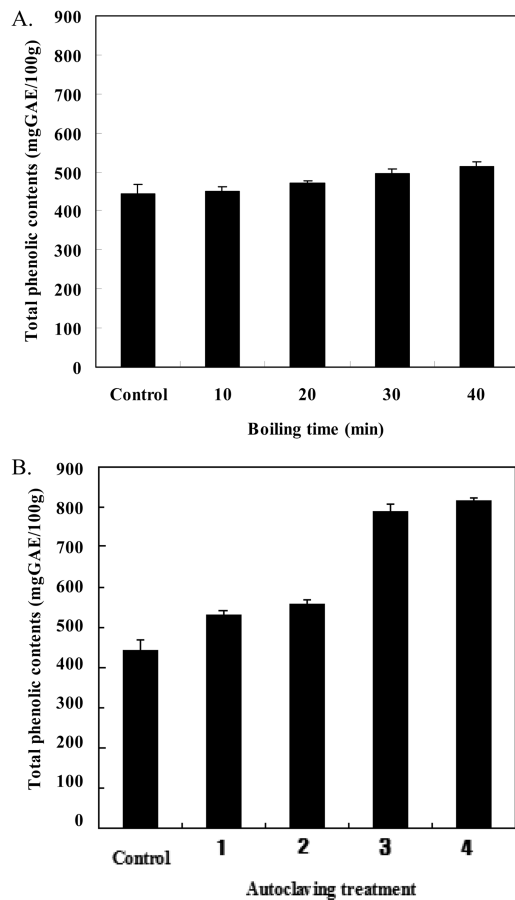 A.
Total phenolic contents (mgGAE/100g)
900
800
700
600
500
400
300
200
100
0
Control 10 20 30 40
Boiling time (min)
B.
Total phenolic contents (mgGAE/100g)
900
800
700
600
500
400
300
200
100
0
Control 1 2 3 4
Autoclaving treatment